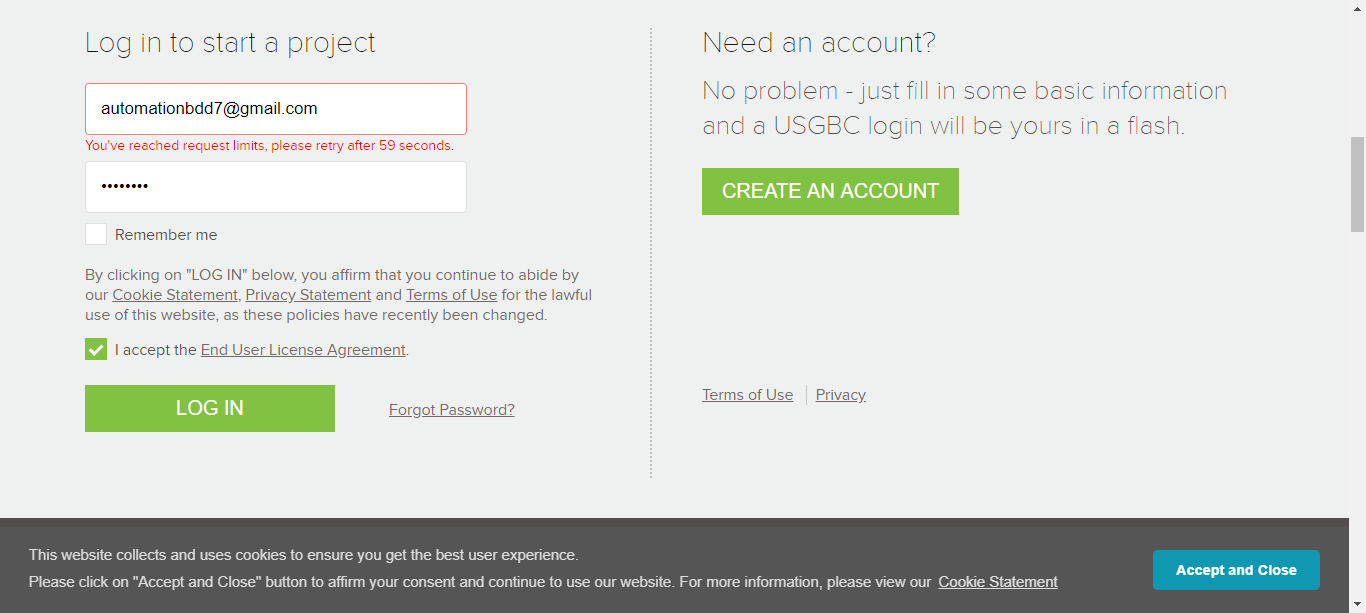 Log in to start a project
automationbdd7@gmail.com
You've reached request limits, please retry after 59 seconds.
••••••••
Remember me
By clicking on "LOG IN" below, you affirm that you continue to abide by
our Cookie Statement, Privacy Statement and Terms of Use for the lawful
use of this website, as these policies have recently been changed.
I accept the End User License Agreement.
LOG IN
Forgot Password?
Need an account?
No problem - just fill in some basic information
and a USGBC login will be yours in a flash.
CREATE AN ACCOUNT
Terms of Use
Privacy
This website collects and uses cookies to ensure you get the best user experience.
Please click on "Accept and Close" button to affirm your consent and continue to use our website. For more information, please view our Cookie Statement
Accept and Close